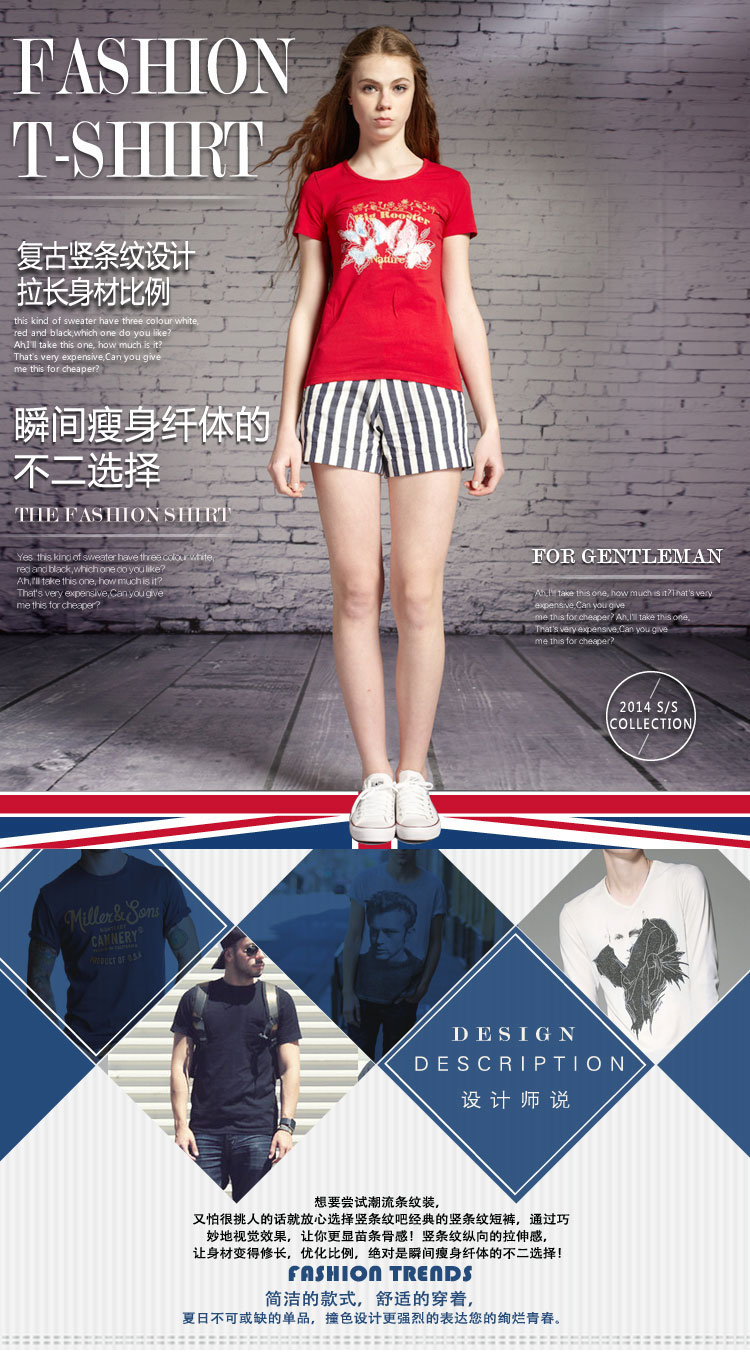 FASHION
T-SHIRT
复古竖条纹设计
拉长身材比例
this kind of sweater have three colour white,
red and black,which one do you like?
Ah,I'll take this one, how much is it?
That's very expensive,Can you give
me this for cheaper?
瞬间瘦身纤体的
不二选择
THE FASHION SHIRT
Yes this kind of sweater have three colour white,
red and black,which one do you like?
Ah,I'll take this one, how much is it?
That's very expensive,Can you give
me this for cheaper?
Big Rooster
Nature
FOR GENTLEMAN
Ah,I'll take this one, how much is it?That's very
expensive,Can you give
me this for cheaper? Ah,I'll take this one,
That's very expensive,Can you give
me this for cheaper?
2014 S/S
COLLECTION
Miller & Sons
CANNERY
PRODUCT OF U.S.A
DESIGN
DESCRIPTION
设计师说
想要尝试潮流条纹装,
又怕很挑人的话就放心选择竖条纹吧经典的竖条纹短裤，通过巧
妙地视觉效果，让你更显苗条骨感！竖条纹纵向的拉伸感,
让身材变得修长，优化比例，绝对是瞬间瘦身纤体的不二选择！
FASHION TRENDS
简洁的款式，舒适的穿着,
夏日不可或缺的单品，撞色设计更强烈的表达您的绚烂青春。